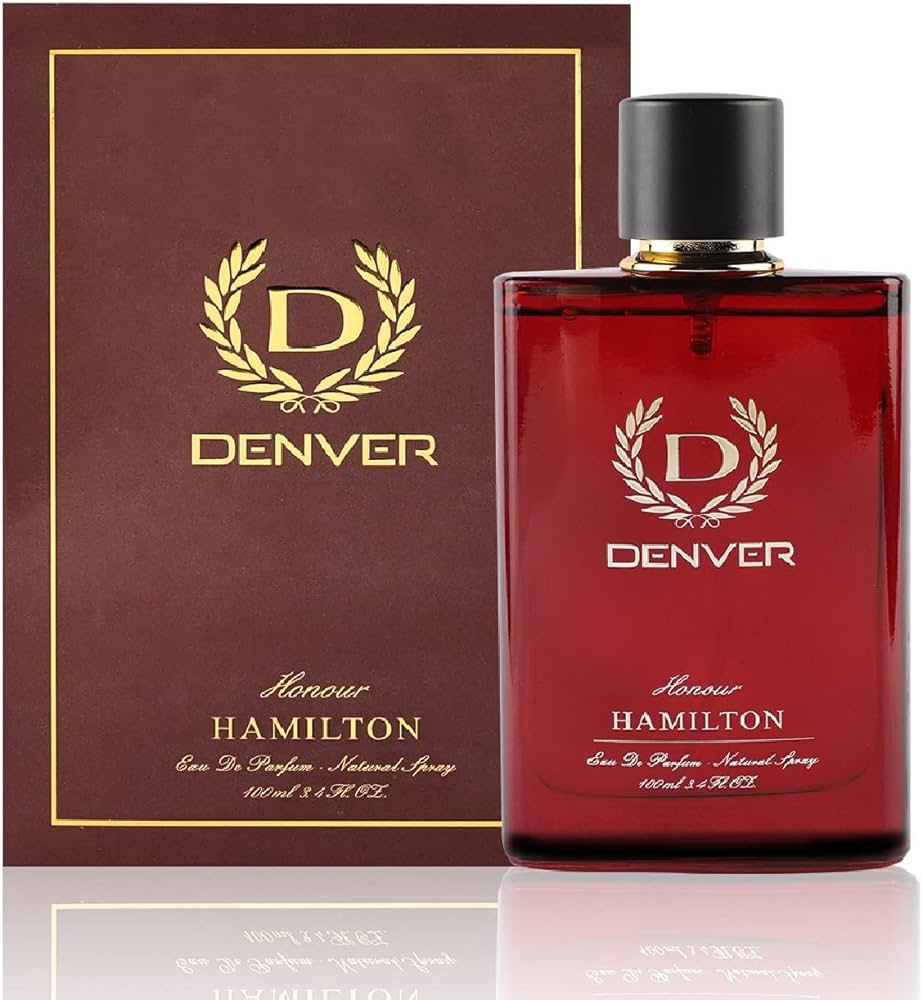 D
DENVER
Honour
HAMILTON
Eau De Parfum - Natural Spray
100ml 3.4 Fl. OZ.
D
DENVER
Honour
HAMILTON
Eau De Parfum - Natural Spray
100ml 3.4 Fl. OZ.